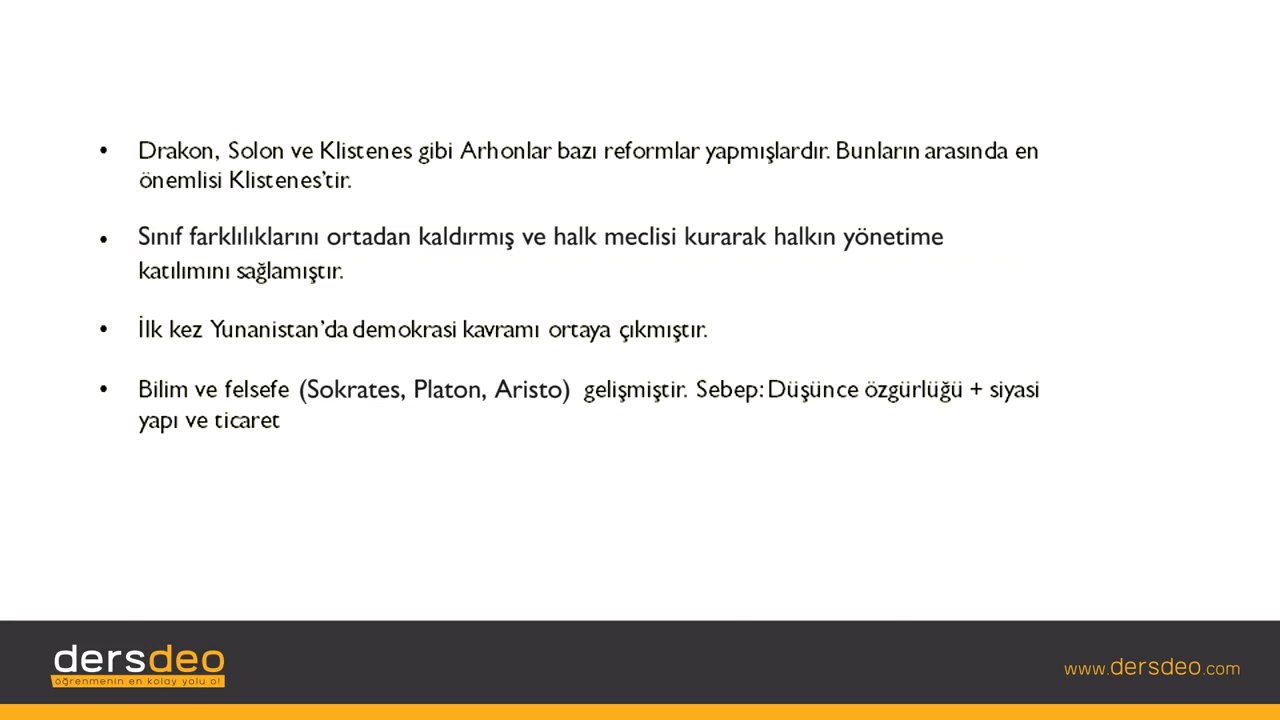 • Drakon, Solon ve Klistenes gibi Arhonlar bazı reformlar yapmışlardır. Bunların arasında en
önemlisi Klistenes’tir.
• Sınıf farklılıklarını ortadan kaldırmış ve halk meclisi kurarak halkın yönetime
katılımını sağlamıştır.
• İlk kez Yunanistan’da demokrasi kavramı ortaya çıkmıştır.
• Bilim ve felsefe (Sokrates, Platon, Aristo) gelişmiştir. Sebep: Düşünce özgürlüğü + siyasi
yapı ve ticaret
dersdeo
öğrenmenin en kolay yolu o!
www.dersdeo.com